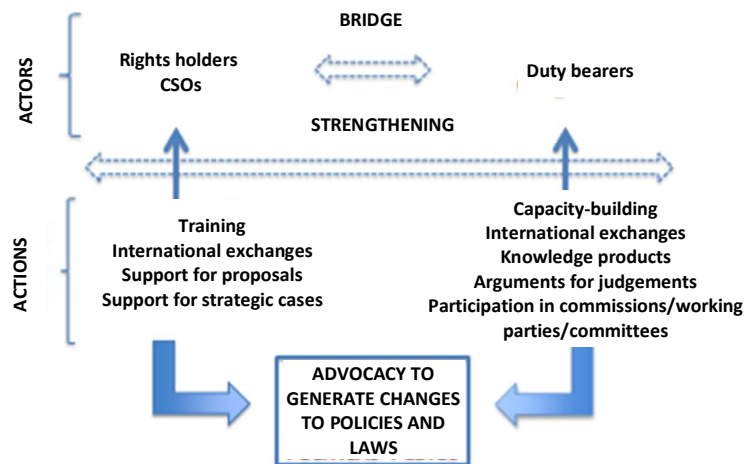 BRIDGE
ACTORS
Rights holders
CSOs
Duty bearers
STRENGTHENING
ACTIONS
Training
International exchanges
Support for proposals
Support for strategic cases
Capacity-building
International exchanges
Knowledge products
Arguments for judgements
Participation in commissions/working
parties/committees
ADVOCACY TO
GENERATE CHANGES
TO POLICIES AND
LAWS